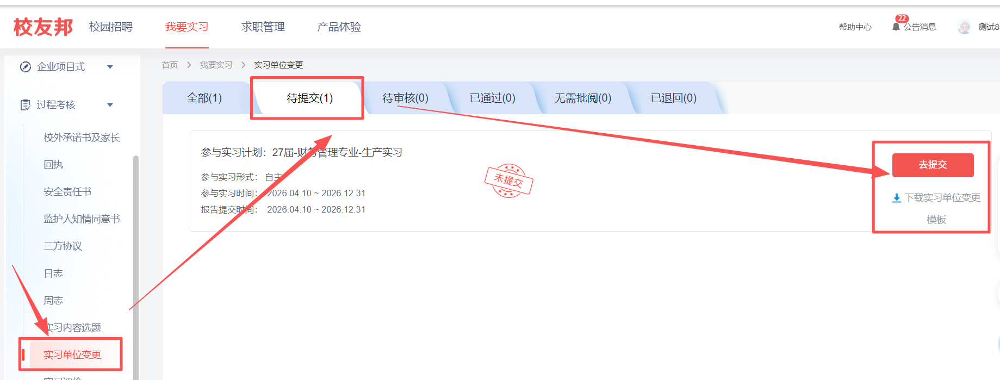 校友邦
校园招聘
我要实习
求职管理
产品体验
帮助中心
22
公告消息
测试8
企业项目式
过程考核
校外承诺书及家长
回执
安全责任书
监护人知情同意书
三方协议
日志
周志
实习内容选题
实习单位变更
首页 > 我要实习 > 实习单位变更
全部(1)
待提交(1)
待审核(0)
已通过(0)
无需批阅(0)
已退回(0)
参与实习计划：27届-财务管理专业-生产实习
参与实习形式：自主
参与实习时间：2026.04.10 ~ 2026.12.31
报告提交时间：2026.04.10 ~ 2026.12.31
未提交
去提交
下载实习单位变更
模板